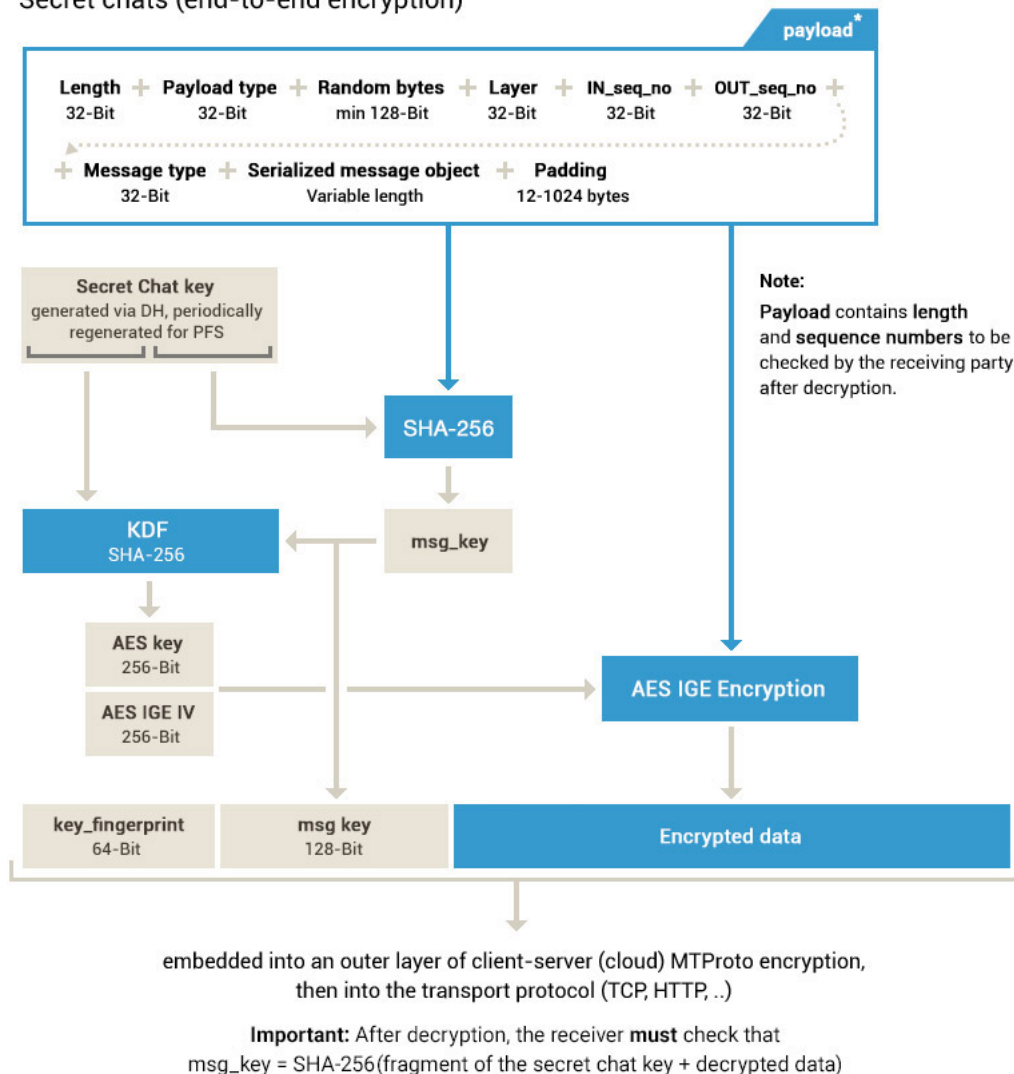 Secret chats (end-to-end encryption)
payload*
Length + Payload type + Random bytes + Layer + IN_seq_no + OUT_seq_no +
32-Bit 32-Bit min 128-Bit 32-Bit 32-Bit 32-Bit
+ Message type + Serialized message object + Padding
32-Bit Variable length 12-1024 bytes
Secret Chat key
generated via DH, periodically
regenerated for PFS
Note:
Payload contains length
and sequence numbers to be
checked by the receiving party
after decryption.
SHA-256
KDF
SHA-256
msg_key
AES key
256-Bit
AES IGE IV
256-Bit
AES IGE Encryption
key_fingerprint
64-Bit
msg key
128-Bit
Encrypted data
embedded into an outer layer of client-server (cloud) MTProto encryption,
then into the transport protocol (TCP, HTTP, ..)
Important: After decryption, the receiver must check that
msg_key = SHA-256(fragment of the secret chat key + decrypted data)